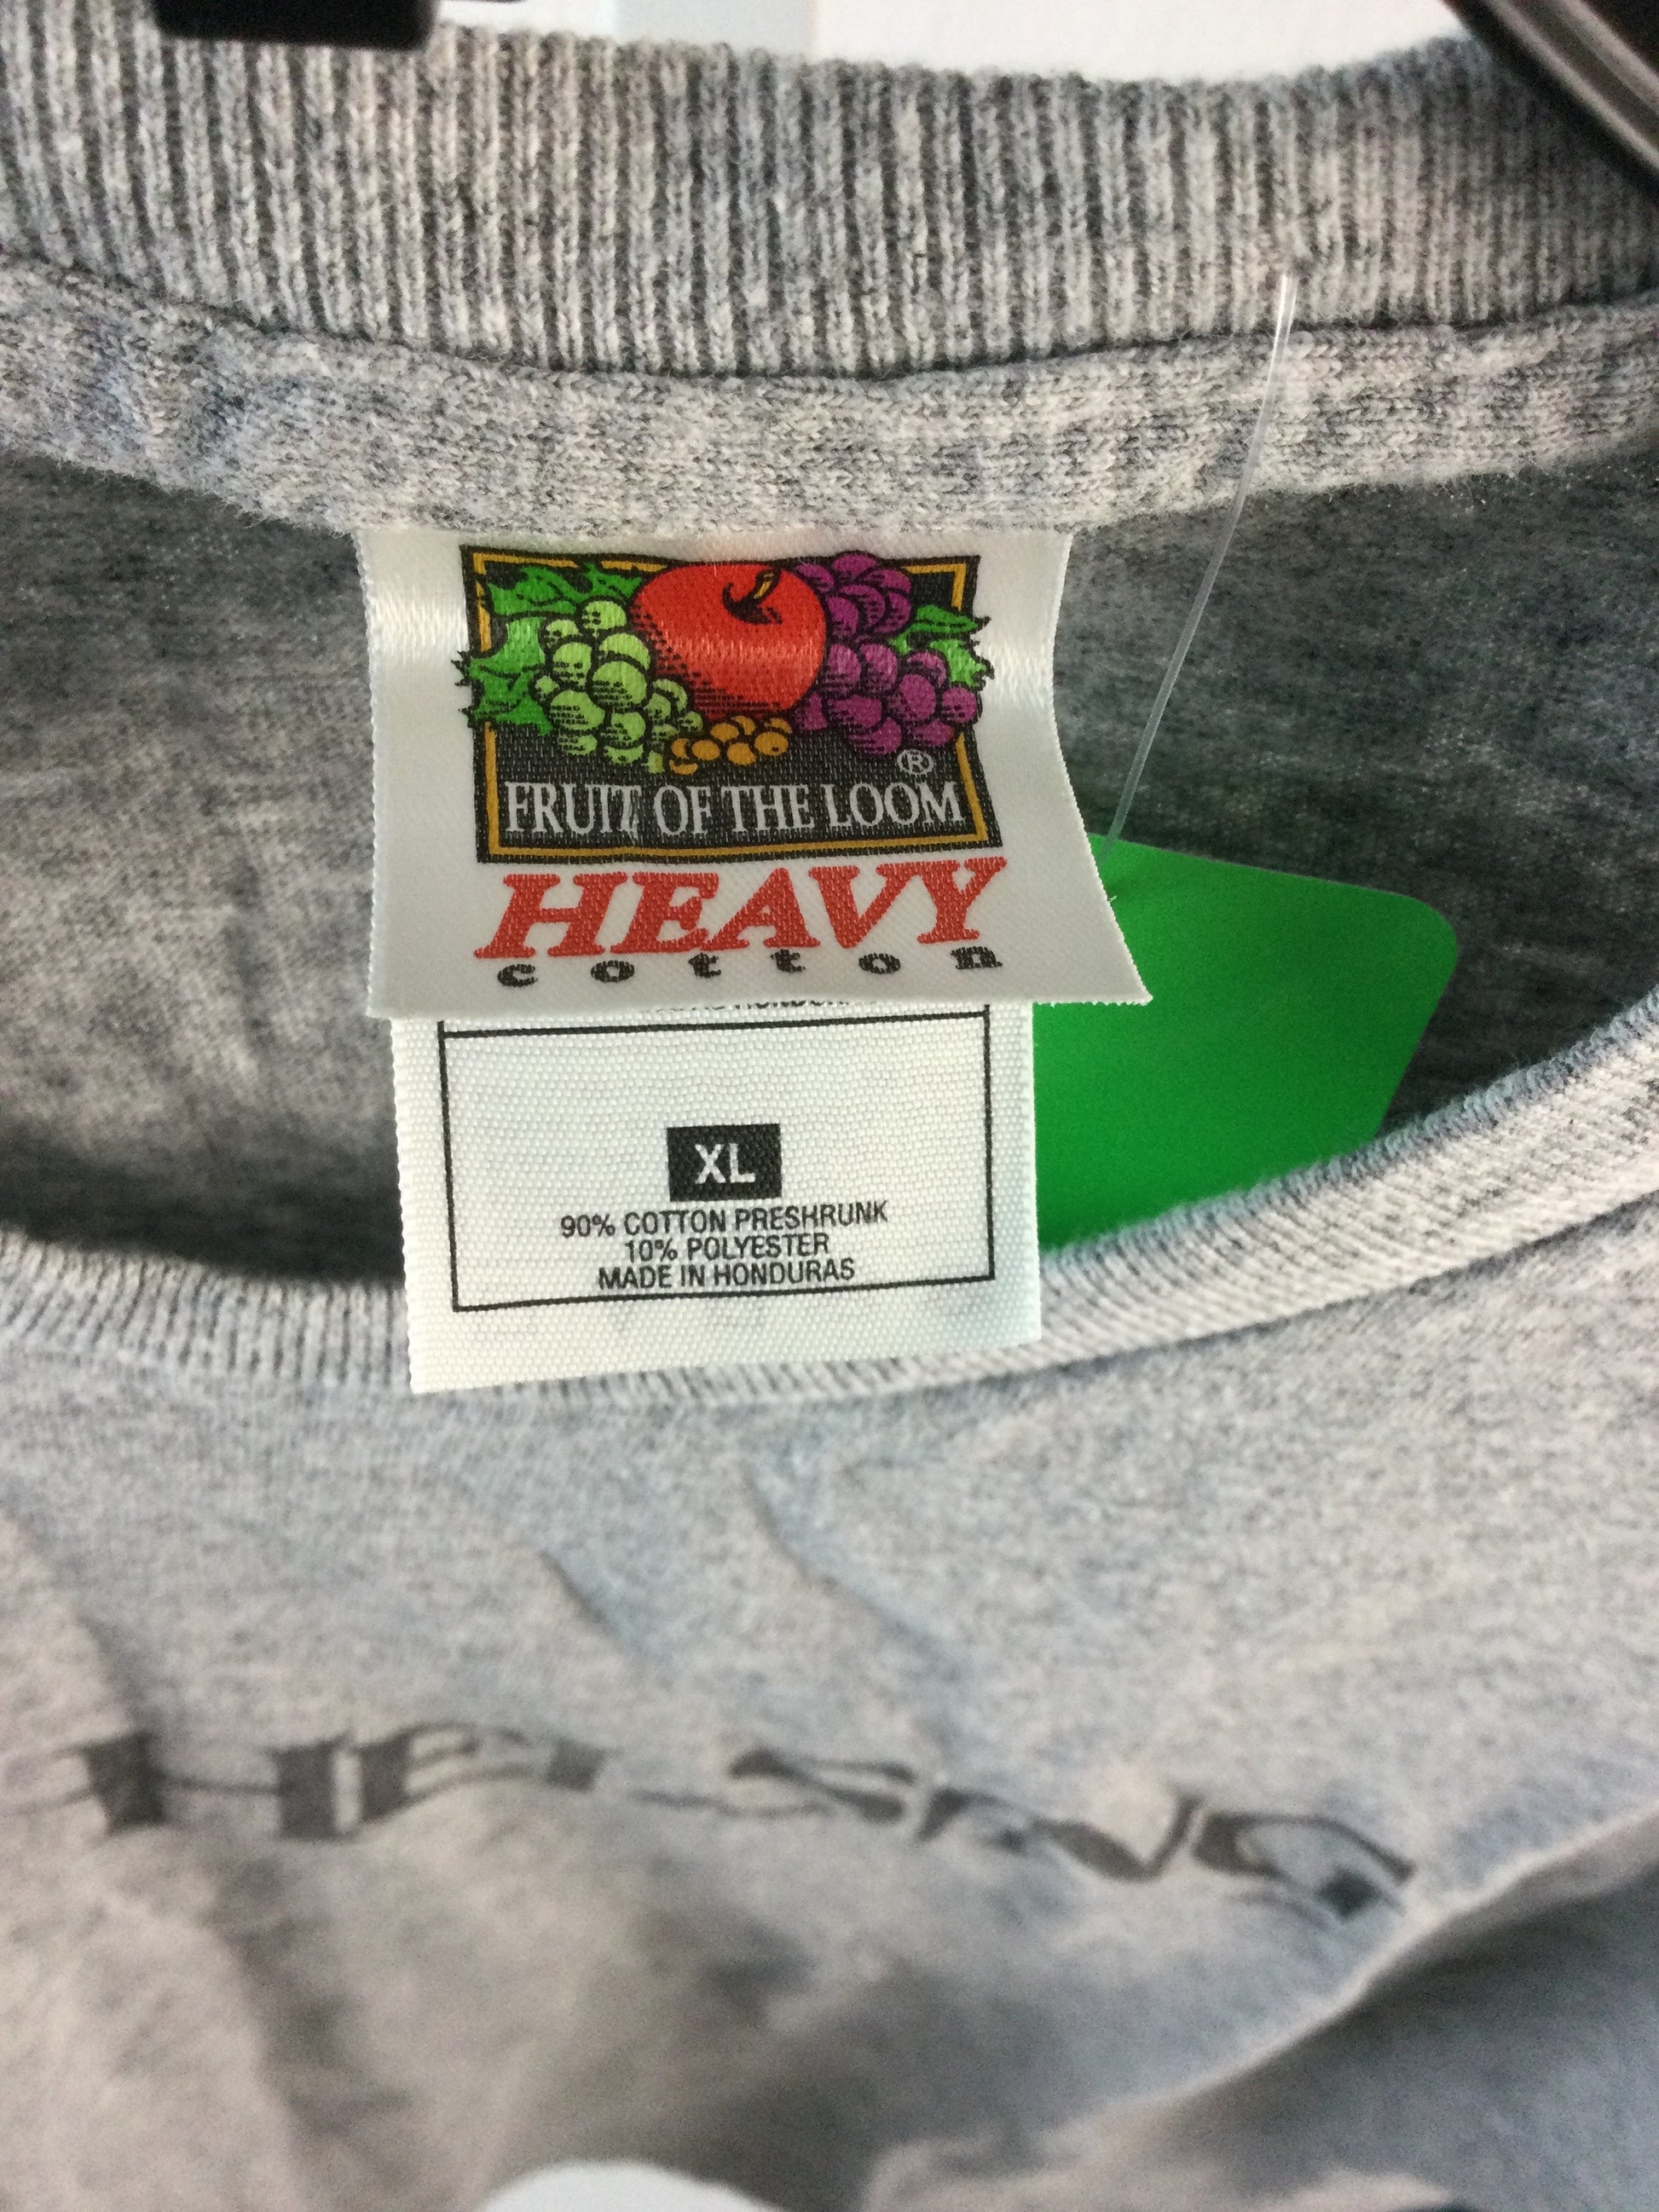 ®
FRUIT OF THE LOOM
HEAVY
cotton
XL
90% COTTON PRESHRUNK
10% POLYESTER
MADE IN HONDURAS